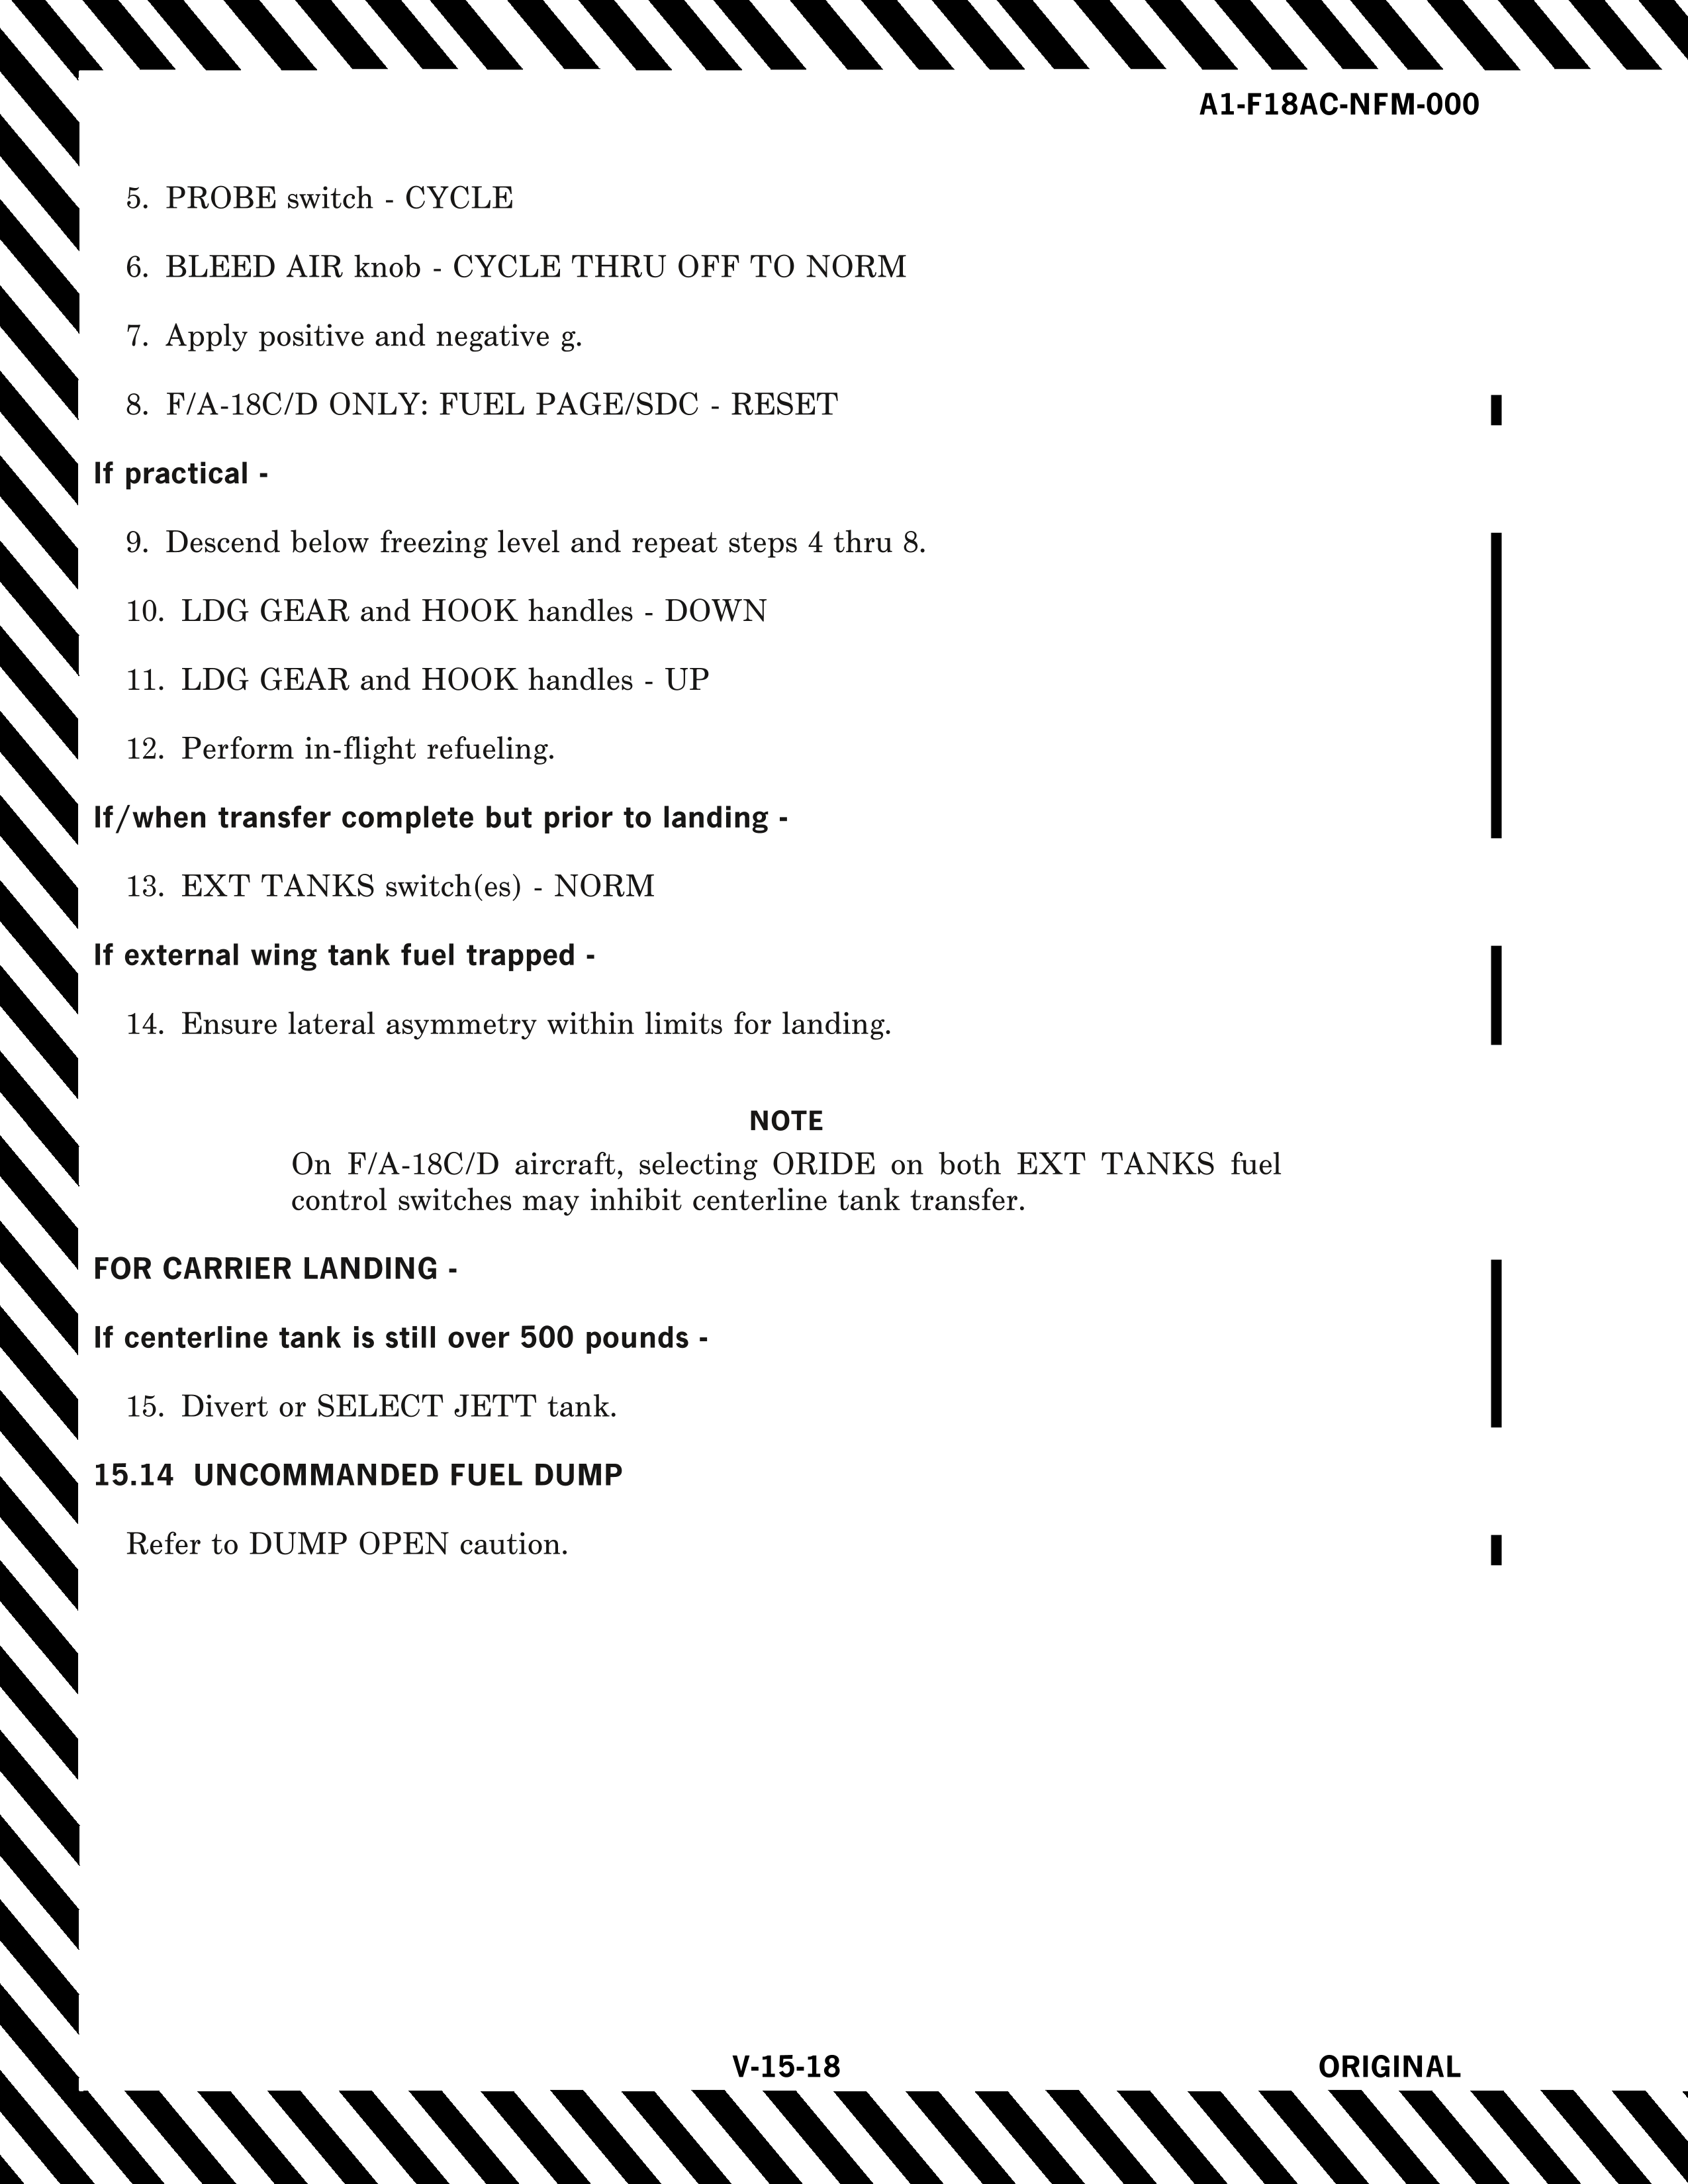 A1-F18AC-NFM-000
5. PROBE switch - CYCLE
6. BLEED AIR knob - CYCLE THRU OFF TO NORM
7. Apply positive and negative g.
8. F/A-18C/D ONLY: FUEL PAGE/SDC - RESET
If practical -
9. Descend below freezing level and repeat steps 4 thru 8.
10. LDG GEAR and HOOK handles - DOWN
11. LDG GEAR and HOOK handles - UP
12. Perform in-flight refueling.
If/when transfer complete but prior to landing -
13. EXT TANKS switch(es) - NORM
If external wing tank fuel trapped -
14. Ensure lateral asymmetry within limits for landing.
NOTE
On F/A-18C/D aircraft, selecting ORIDE on both EXT TANKS fuel
control switches may inhibit centerline tank transfer.
FOR CARRIER LANDING -
If centerline tank is still over 500 pounds -
15. Divert or SELECT JETT tank.
15.14 UNCOMMANDED FUEL DUMP
Refer to DUMP OPEN caution.
V-15-18
ORIGINAL